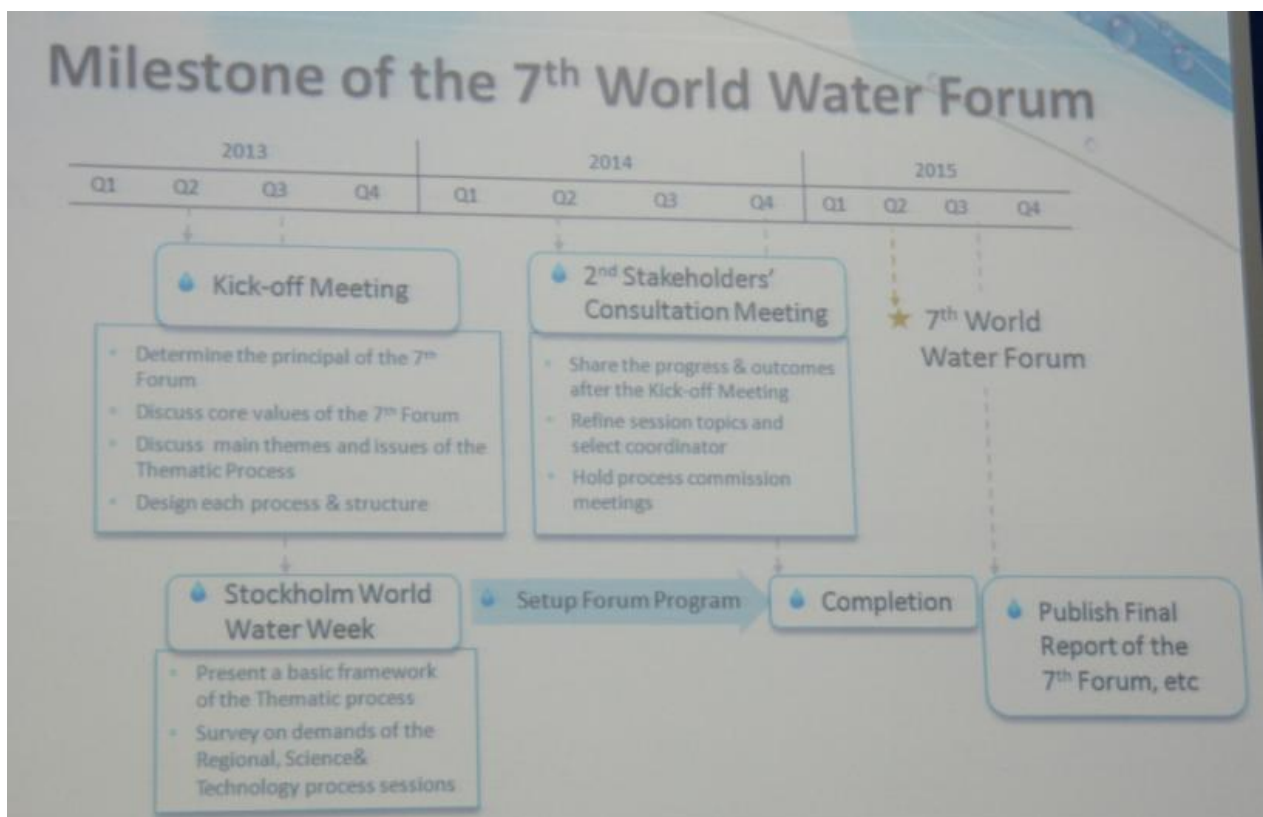 Milestone of the 7th World Water Forum
2013 2014 2015
Q1 Q2 Q3 Q4 Q1 Q2 Q3 Q4 Q1 Q2 Q3 Q4
Kick-off Meeting
Determine the principal of the 7th
Forum
Discuss core values of the 7th Forum
Discuss main themes and issues of the
Thematic Process
Design each process & structure
2nd Stakeholders'
Consultation Meeting
Share the progress & outcomes
after the Kick-off Meeting
Refine session topics and
select coordinator
Hold process commission
meetings
7th World
Water Forum
Stockholm World
Water Week
Present a basic framework
of the Thematic process
Survey on demands of the
Regional, Science&
Technology process sessions
Setup Forum Program
Completion
Publish Final
Report of the
7th Forum, etc